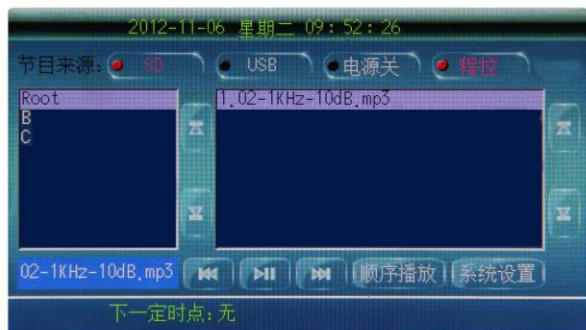 2012-11-06 星期二 09:52:26
节目来源: SD USB 电源关 程控
Root 1.02-1KHz-10dB.mp3
B
C
02-1KHz-10dB.mp3 顺序播放 系统设置
下一定时点:无